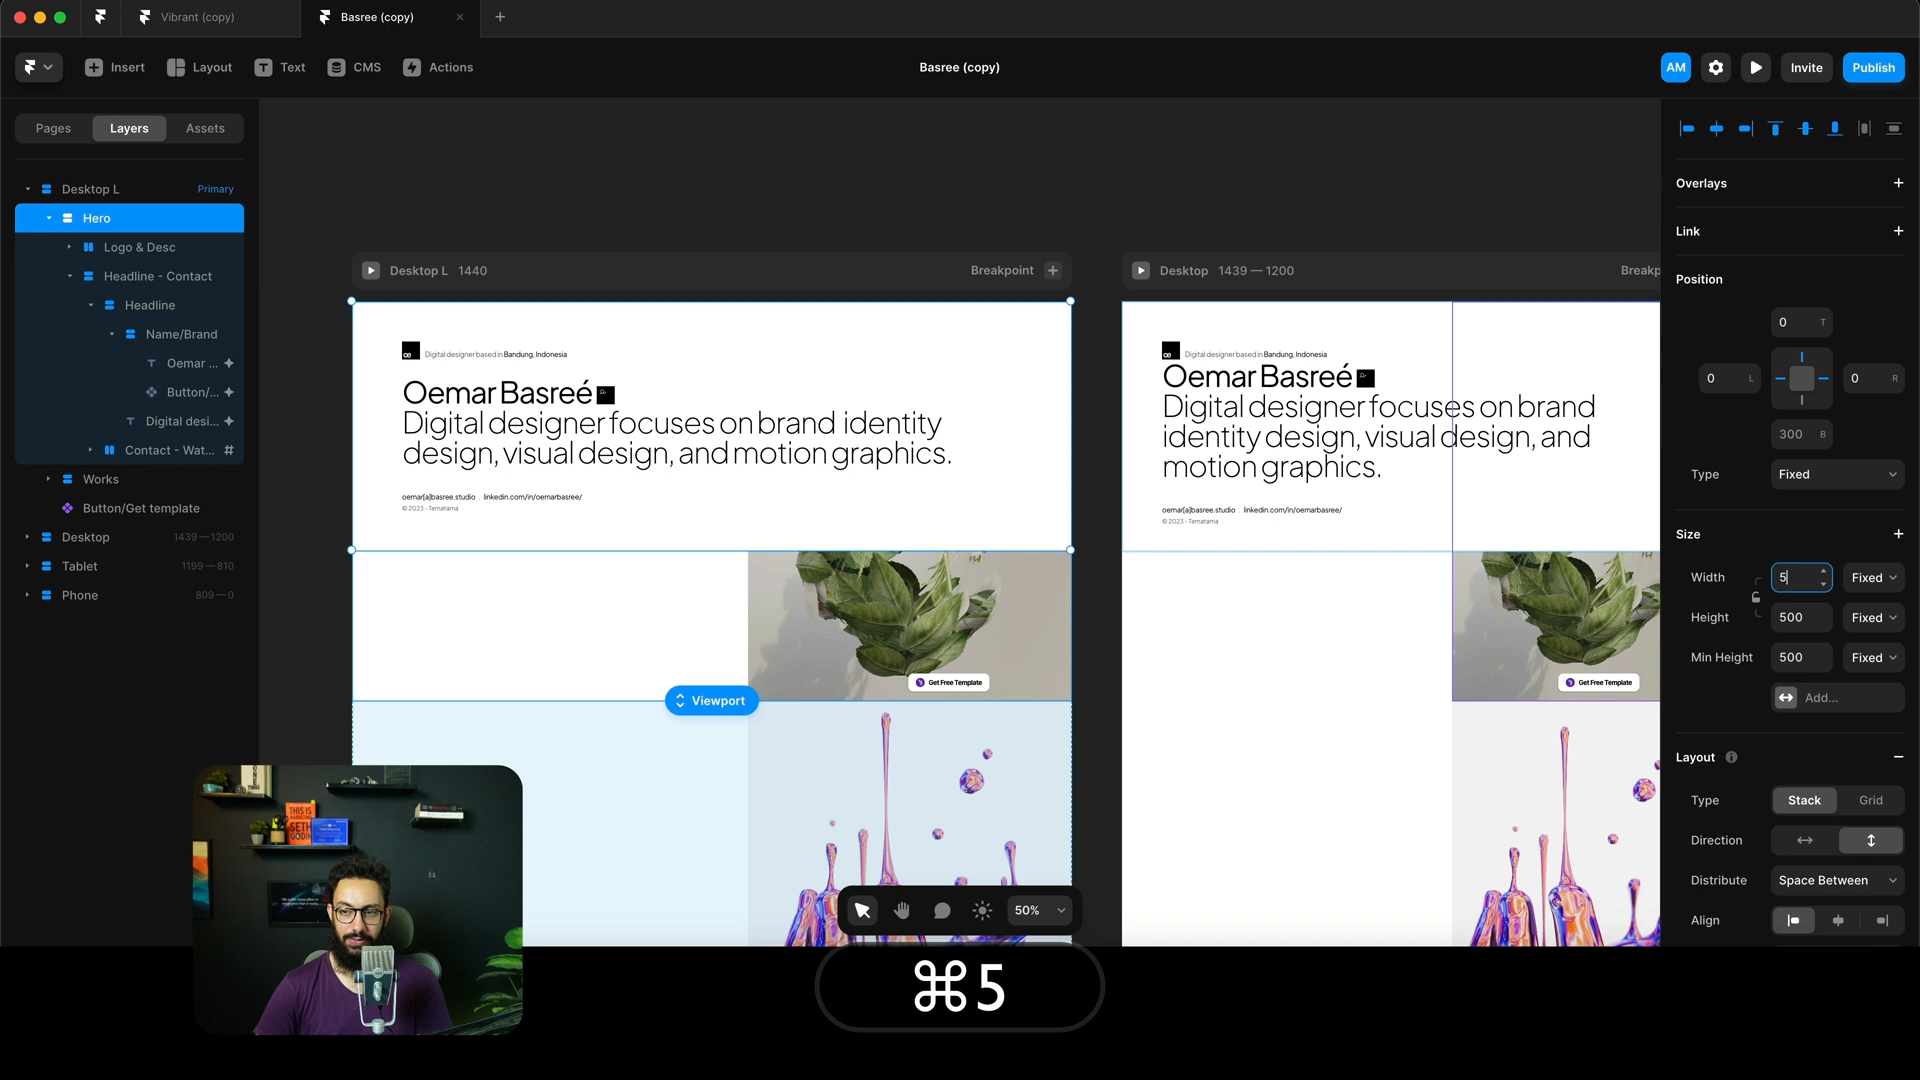 Vibrant (copy)
Basree (copy)
Insert
Layout
Text
CMS
Actions
Basree (copy)
AM
Invite
Publish
Pages
Layers
Assets
Desktop L
Primary
Hero
Logo & Desc
Headline - Contact
Headline
Name/Brand
Oemar ...
Button/...
Digital desi...
Contact - Wat...
Works
Button/Get template
Desktop
1439 — 1200
Tablet
1199 — 810
Phone
809 — 0
Desktop L 1440
Breakpoint
œ
Digital designer based in Bandung, Indonesia
Oemar Basreé
Digital designer focuses on brand identity
design, visual design, and motion graphics.
oemar[a]basree.studio . linkedin.com/in/oemarbasree/
© 2023 - Tematama
Get Free Template
Viewport
Desktop 1439 — 1200
Breakp
œ
Digital designer based in Bandung, Indonesia
Oemar Basreé
Digital designer focuses on brand
identity design, visual design, and
motion graphics.
oemar[a]basree.studio . linkedin.com/in/oemarbasree/
© 2023 - Tematama
Get Free Template
50%
Overlays
Link
Position
0 T
0 L
0 R
300 B
Type
Fixed
Size
Width
5
Fixed
Height
500
Fixed
Min Height
500
Fixed
Add...
Layout
Type
Stack
Grid
Direction
Distribute
Space Between
Align
THIS IS
MARKETING
SETH
GODIN
⌘5